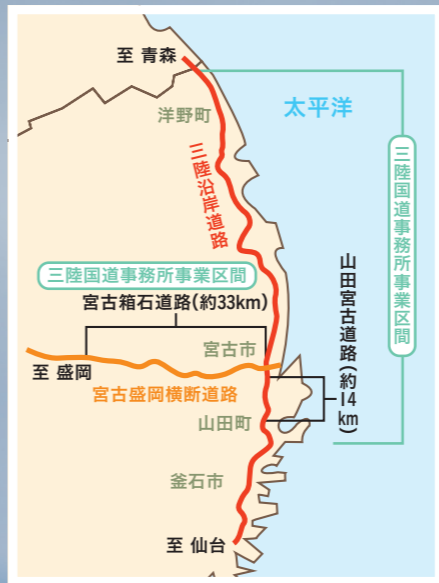 至 青森
洋野町
太平洋
三陸沿岸道路
三陸国道事務所事業区間
三陸国道事務所事業区間
宮古箱石道路(約33km)
宮古市
山田宮古道路(約14km)
至 盛岡
宮古盛岡横断道路
山田町
釜石市
至 仙台